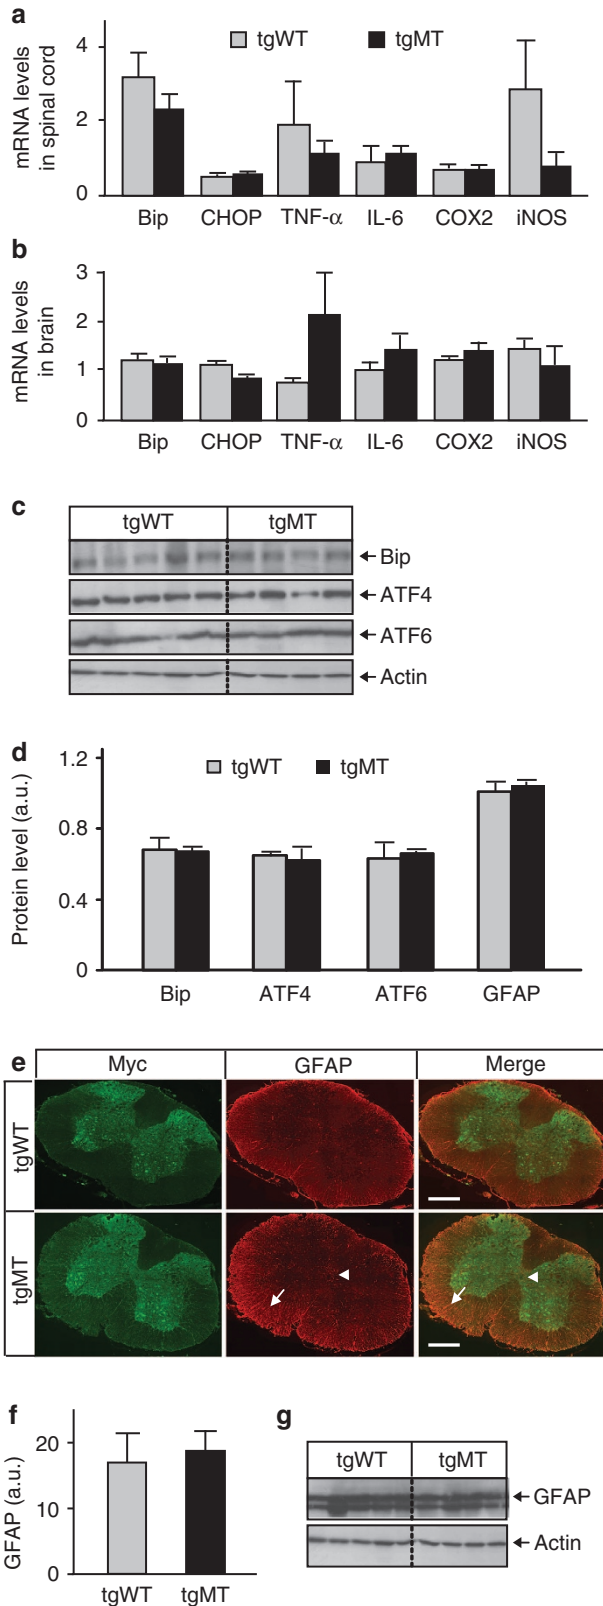 a
tgWT tgMT
mRNA levels
in spinal cord
4
2
0
Bip CHOP TNF-α IL-6 COX2 iNOS
b
mRNA levels
in brain
3
2
1
0
Bip CHOP TNF-α IL-6 COX2 iNOS
c
tgWT tgMT
Bip
ATF4
ATF6
Actin
d
tgWT tgMT
Protein level (a.u.)
1.2
0.8
0.4
0
Bip ATF4 ATF6 GFAP
e
Myc GFAP Merge
tgWT
tgMT
f
GFAP (a.u.)
20
10
0
tgWT tgMT
g
tgWT tgMT
GFAP
Actin